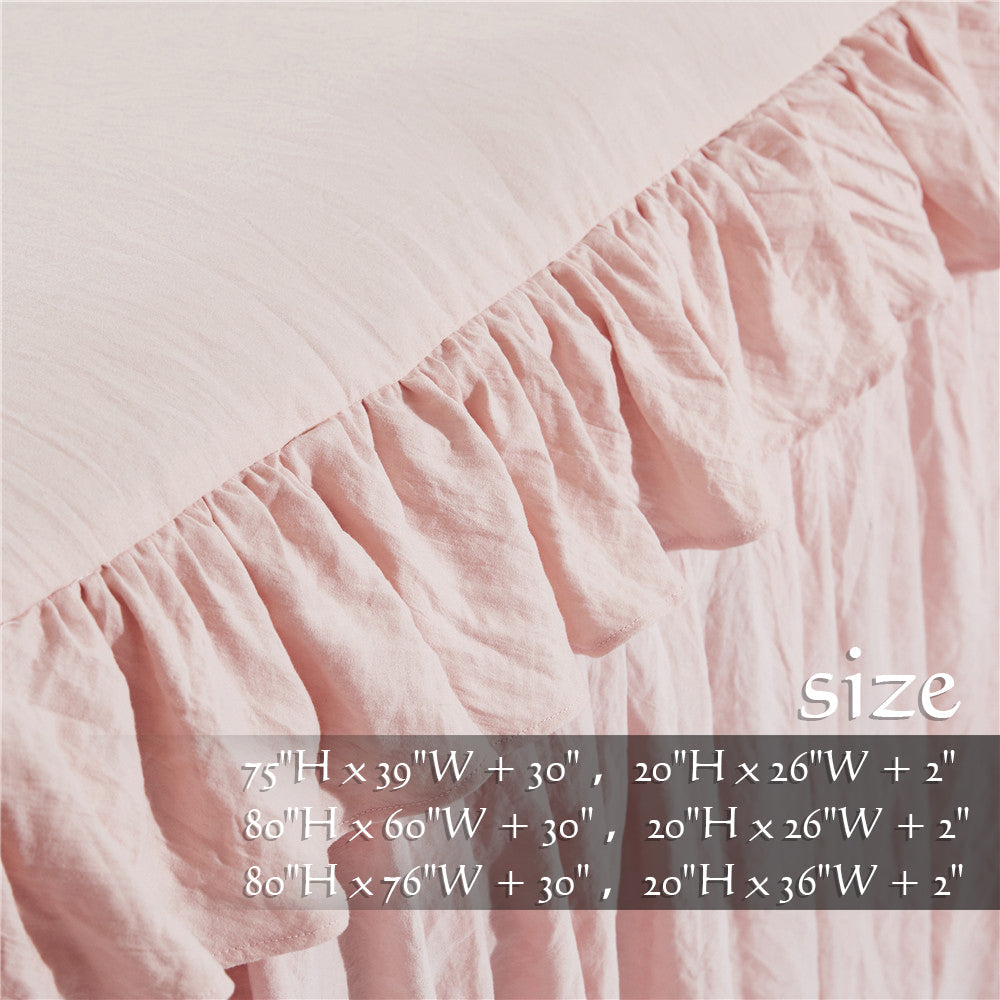 size
75"H x 39"W + 30" , 20"H x 26"W + 2"
80"H x 60"W + 30" , 20"H x 26"W + 2"
80"H x 76"W + 30" , 20"H x 36"W + 2"